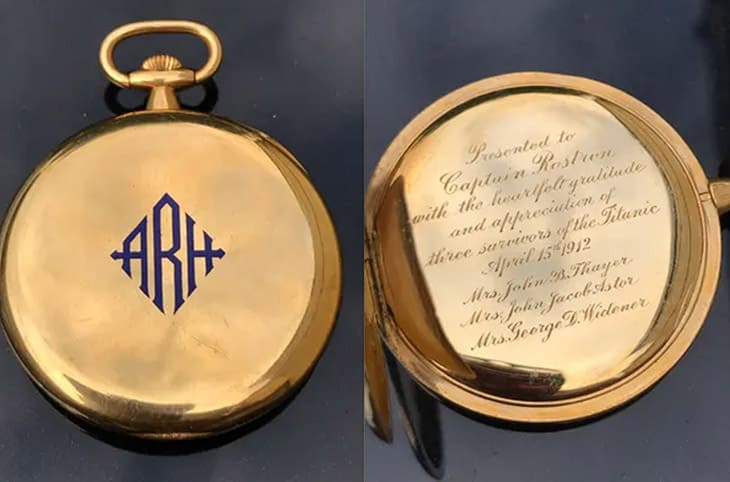 ARH
Presented to
Captain Rostron
with the heartfelt gratitude
and appreciation of
three survivors of the Titanic
April 15th 1912
Mrs. John B. Thayer
Mrs. John Jacob Astor
Mrs. George D. Widener